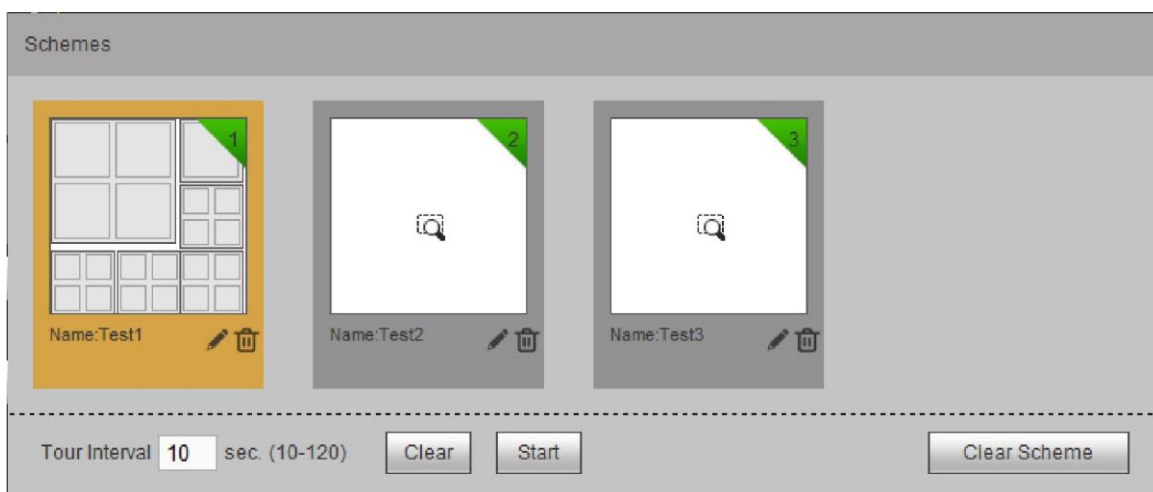 Schemes
1
2
3
Name:Test1
Name:Test2
Name:Test3
Tour Interval 10 sec. (10-120) Clear Start Clear Scheme